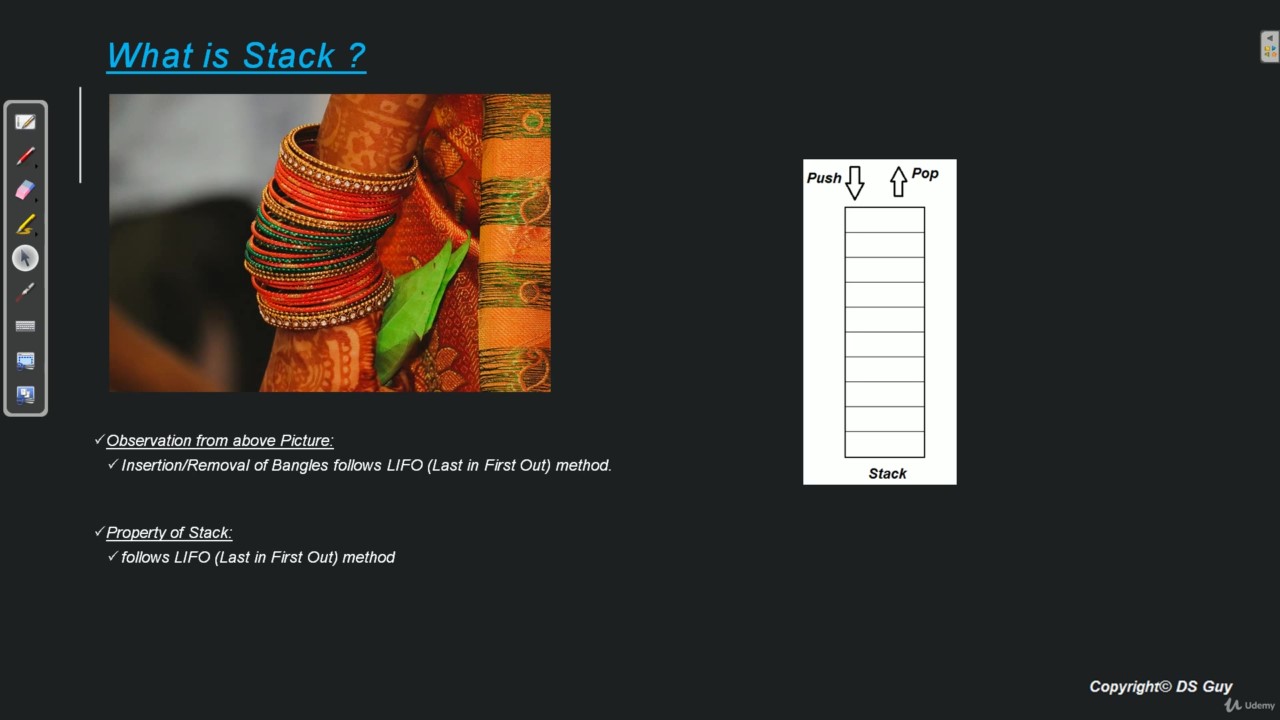 What is Stack ?
Push
Pop
Stack
✓Observation from above Picture:
✓Insertion/Removal of Bangles follows LIFO (Last in First Out) method.
✓Property of Stack:
✓follows LIFO (Last in First Out) method
Copyright© DS Guy
Udemy